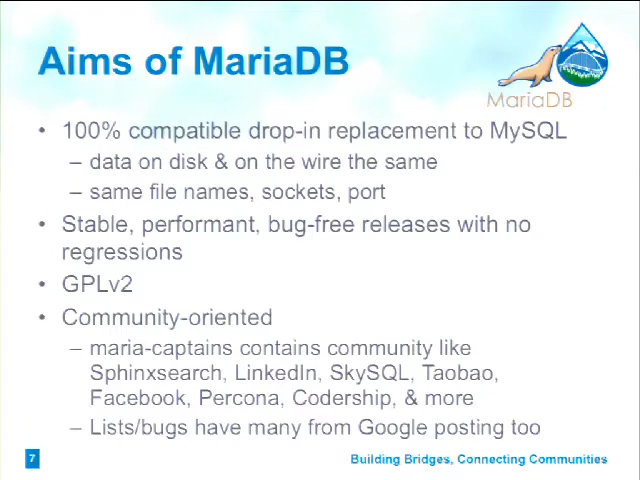 Aims of MariaDB
MariaDB
• 100% compatible drop-in replacement to MySQL
– data on disk & on the wire the same
– same file names, sockets, port
• Stable, performant, bug-free releases with no
regressions
• GPLv2
• Community-oriented
– maria-captains contains community like
Sphinxsearch, LinkedIn, SkySQL, Taobao,
Facebook, Percona, Codership, & more
– Lists/bugs have many from Google posting too
7
Building Bridges, Connecting Communities